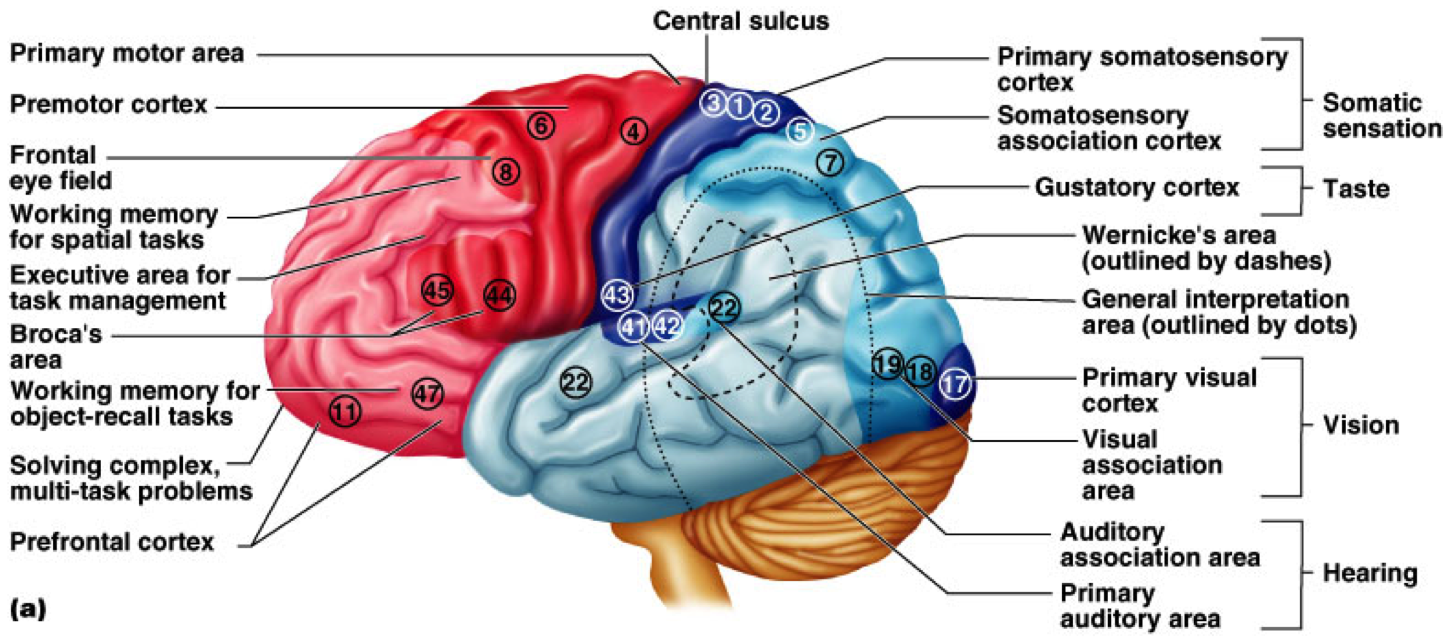 Central sulcus
Primary motor area
Premotor cortex
Frontal
eye field
Working memory
for spatial tasks
Executive area for
task management
Broca's
area
Working memory for
object-recall tasks
Solving complex,
multi-task problems
Prefrontal cortex
(a)
6
4
8
45
44
47
11
3
1
2
5
7
43
41
42
22
22
19
18
17
Primary somatosensory
cortex
Somatosensory
association cortex
Somatic
sensation
Gustatory cortex
Taste
Wernicke's area
(outlined by dashes)
General interpretation
area (outlined by dots)
Primary visual
cortex
Visual
association
area
Vision
Auditory
association area
Primary
auditory area
Hearing